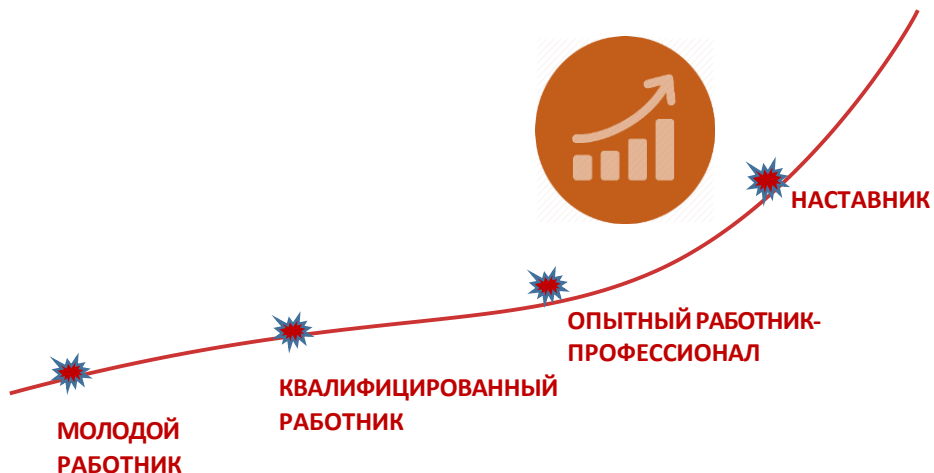 НАСТАВНИК
ОПЫТНЫЙ РАБОТНИК-
ПРОФЕССИОНАЛ
КВАЛИФИЦИРОВАННЫЙ
РАБОТНИК
МОЛОДОЙ
РАБОТНИК